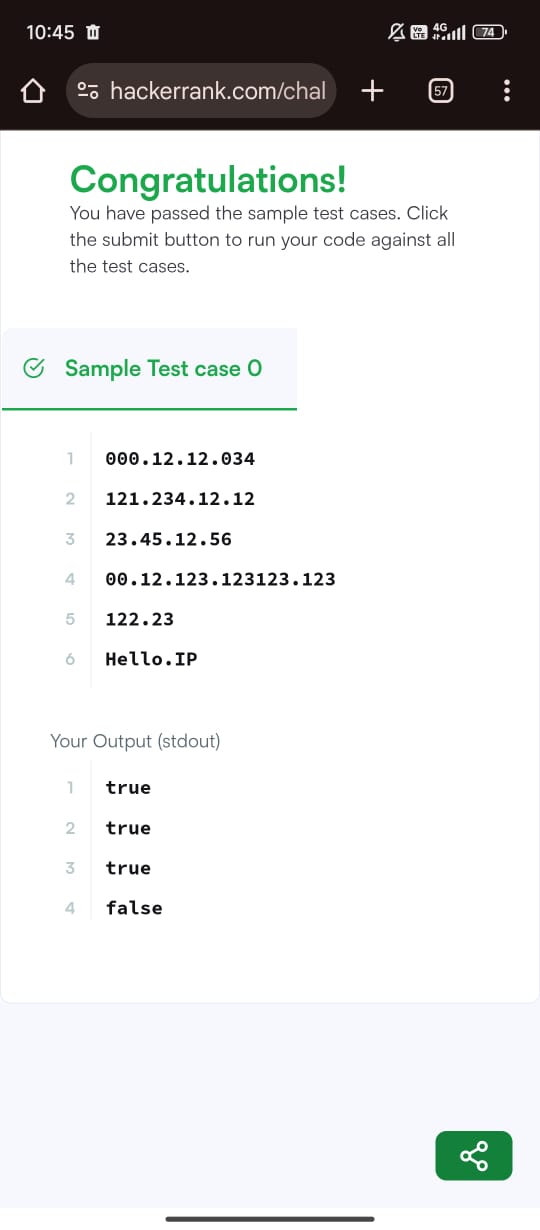 10:45
Vo LTE 4G 74
hackerrank.com/chal
57
Congratulations!
You have passed the sample test cases. Click
the submit button to run your code against all
the test cases.
Sample Test case 0
1 000.12.12.034
2 121.234.12.12
3 23.45.12.56
4 00.12.123.123123.123
5 122.23
6 Hello.IP
Your Output (stdout)
1 true
2 true
3 true
4 false